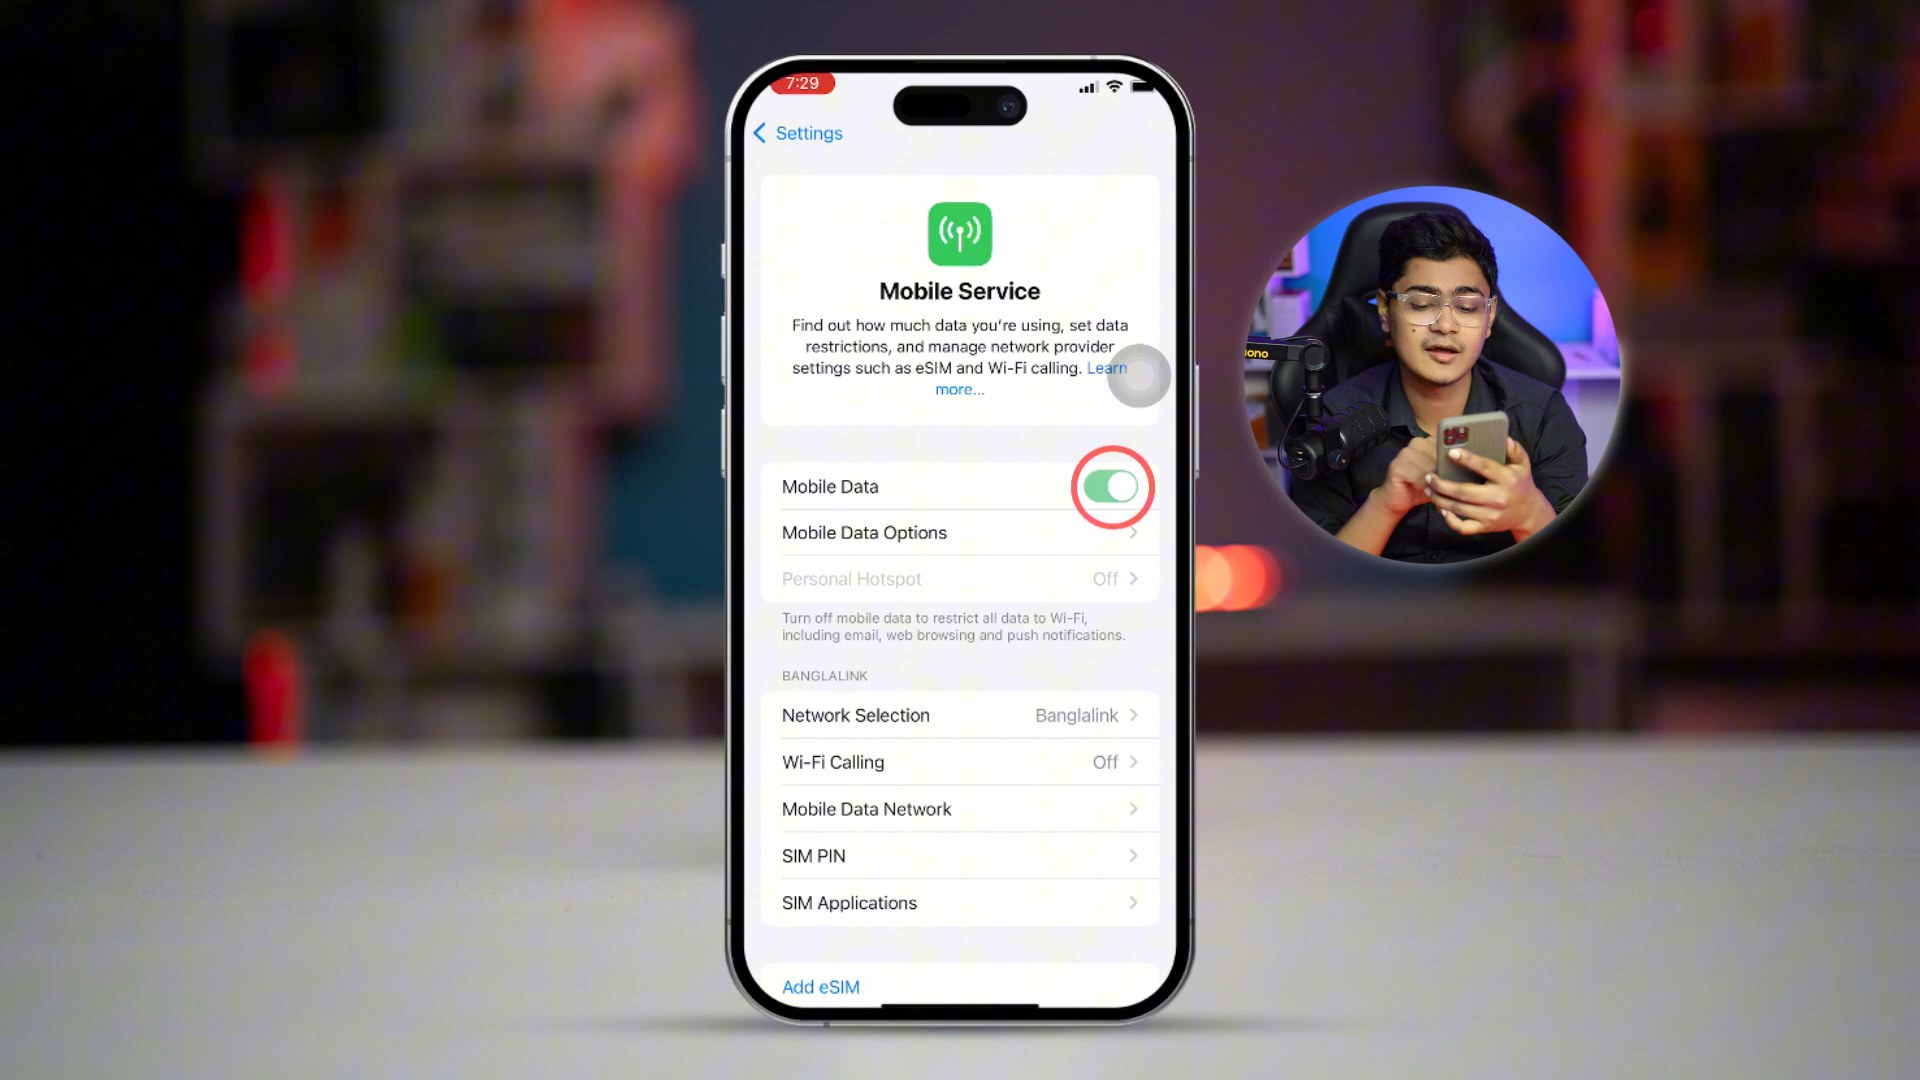 7:29
Settings
Mobile Service
Find out how much data you're using, set data
restrictions, and manage network provider
settings such as eSIM and Wi-Fi calling. Learn
more...
Mobile Data
Mobile Data Options
Personal Hotspot Off
Turn off mobile data to restrict all data to Wi-Fi,
including email, web browsing and push notifications.
BANGLALINK
Network Selection Banglalink
Wi-Fi Calling Off
Mobile Data Network
SIM PIN
SIM Applications
Add eSIM